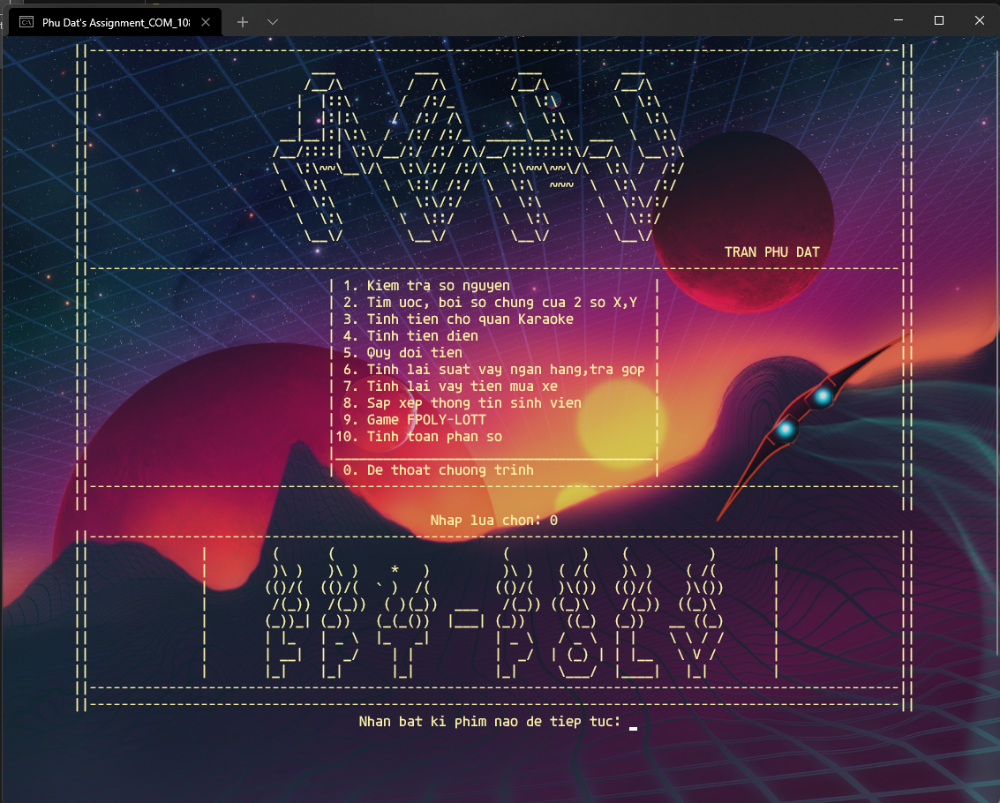 Phu Dat's Assignment_COM_108
MENU
TRAN PHU DAT
1. Kiem tra so nguyen
2. Tim uoc, boi so chung cua 2 so X,Y
3. Tinh tien cho quan Karaoke
4. Tinh tien dien
5. Quy doi tien
6. Tinh lai suat vay ngan hang,tra gop
7. Tinh lai vay tien mua xe
8. Sap xep thong tin sinh vien
9. Game FPOLY-LOTT
10. Tinh toan phan so
0. De thoat chuong trinh
Nhap lua chon: 0
FPT - POLY
Nhan bat ki phim nao de tiep tuc: _